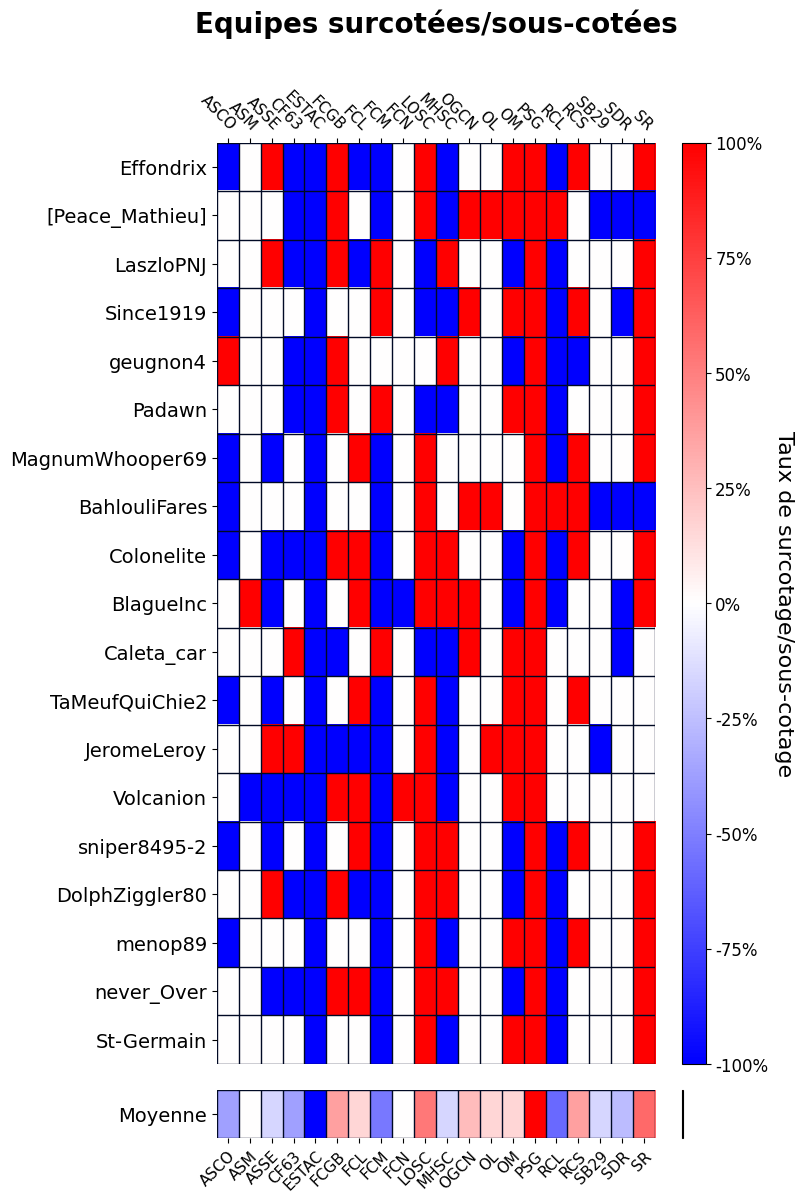 Equipes surcotées/sous-cotées
ASCO ASM ASSE CF63 ESTAC FCGB FCL FCM FCN LOSC MHSC OGCN OL OM PSG RCL RCS SB29 SDR SR
Effondrix
[Peace_Mathieu]
LaszloPNJ
Since1919
geugnon4
Padawn
MagnumWhooper69
BahlouliFares
Colonelite
BlagueInc
Caleta_car
TaMeufQuiChie2
JeromeLeroy
Volcanion
sniper8495-2
DolphZiggler80
menop89
never_Over
St-Germain
Moyenne
ASCO ASM ASSE CF63 ESTAC FCGB FCL FCM FCN LOSC MHSC OGCN OL OM PSG RCL RCS SB29 SDR SR
100%
75%
50%
25%
0%
-25%
-50%
-75%
-100%
Taux de surcotage/sous-cotage